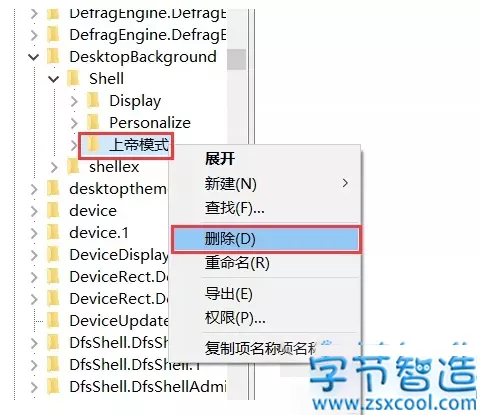 DefragEngine.Defrag
DefragEngine.DefragE
DesktopBackground
Shell
Display
Personalize
上帝模式
shellex
desktopthem
device
device.1
DeviceDisplay
DeviceRect.De
DeviceRect.De
DeviceUpdate
DfsShell.DfsSh
DfsShell.DfsShell.1
DfsShell.DfsShellAdmi
展开
新建(N)
查找(F)...
删除(D)
重命名(R)
导出(E)
权限(P)...
复制项名称项名称
字节智造
www.zsxcool.com